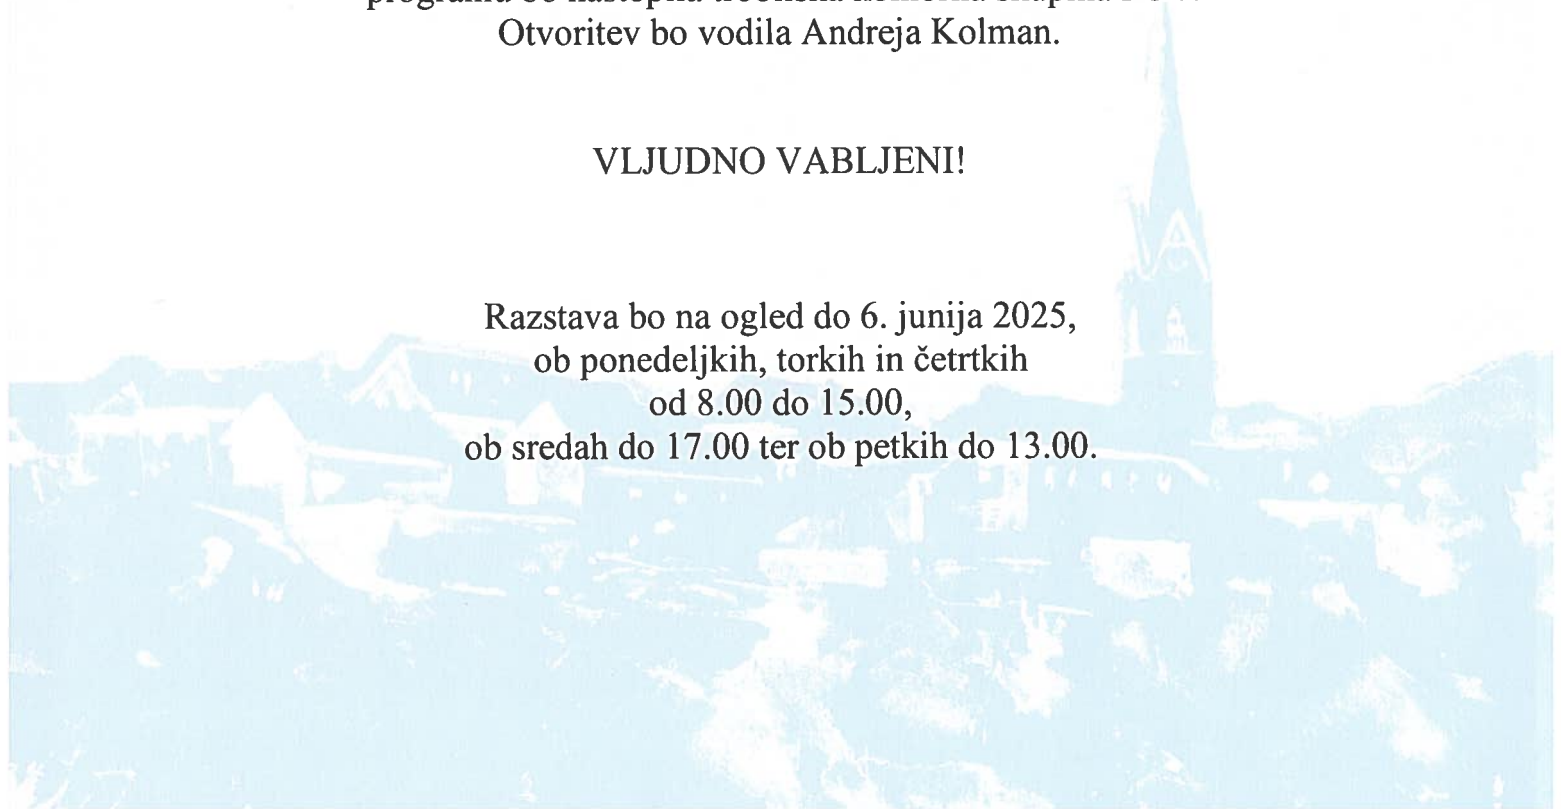 Otvoritev bo vodila Andreja Kolman.
VLJUDNO VABLJENI!
Razstava bo na ogled do 6. junija 2025,
ob ponedeljkih, torkih in četrtkih
od 8.00 do 15.00,
ob sredah do 17.00 ter ob petkih do 13.00.